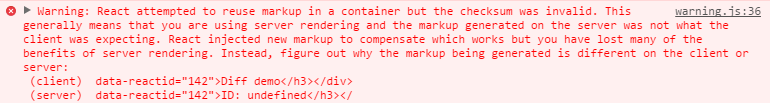 Warning: React attempted to reuse markup in a container but the checksum was invalid. This warning.js:36
generally means that you are using server rendering and the markup generated on the server was not what the
client was expecting. React injected new markup to compensate which works but you have lost many of the
benefits of server rendering. Instead, figure out why the markup being generated is different on the client or
server:
(client) data-reactid="142">Diff demo</h3></div>
(server) data-reactid="142">ID: undefined</h3></